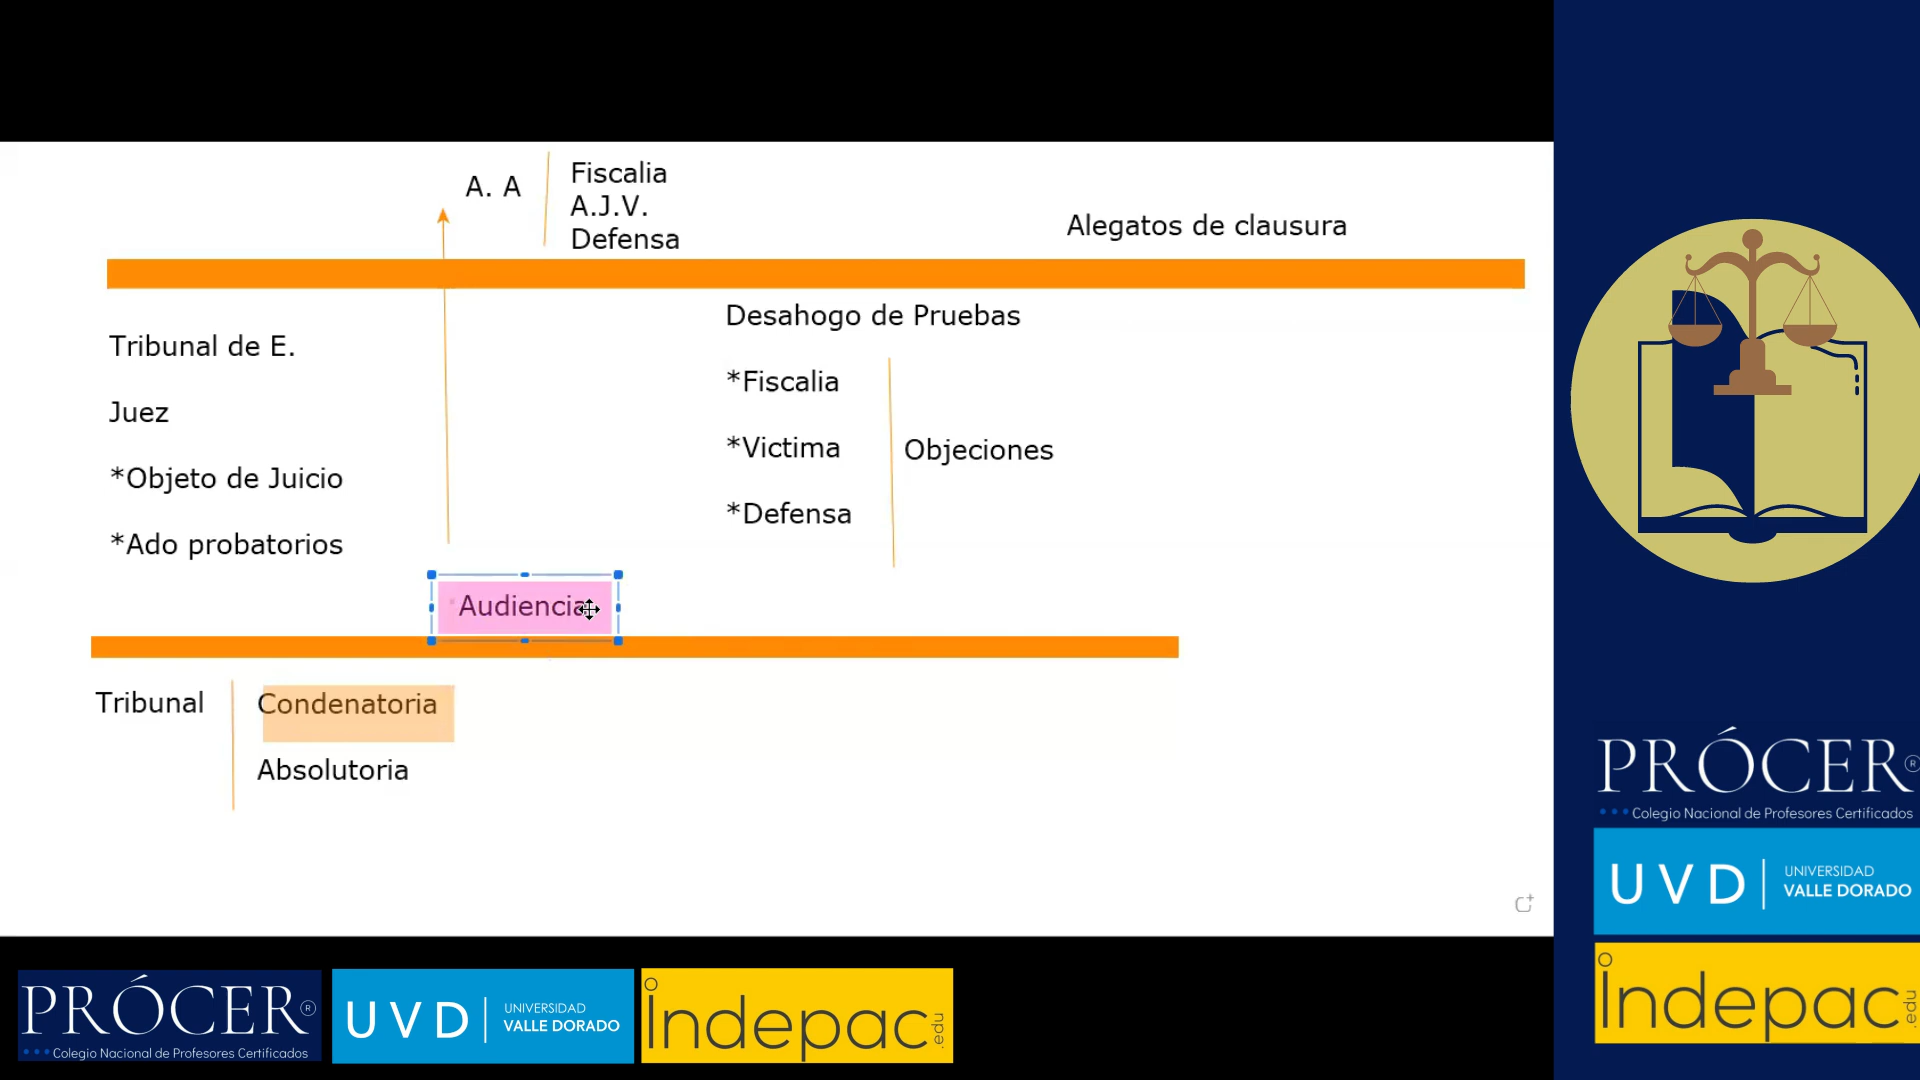 A. A
Fiscalia
A.J.V.
Defensa
Alegatos de clausura
Tribunal de E.
Juez
*Objeto de Juicio
*Ado probatorios
Desahogo de Pruebas
*Fiscalia
*Victima
*Defensa
Objeciones
Audiencia
Tribunal
Condenatoria
Absolutoria
PRÓCER®
Colegio Nacional de Profesores Certificados
UVD
UNIVERSIDAD
VALLE DORADO
Indepac.edu
PRÓCER®
Colegio Nacional de Profesores Certificados
UVD
UNIVERSIDAD
VALLE DORADO
Indepac.edu